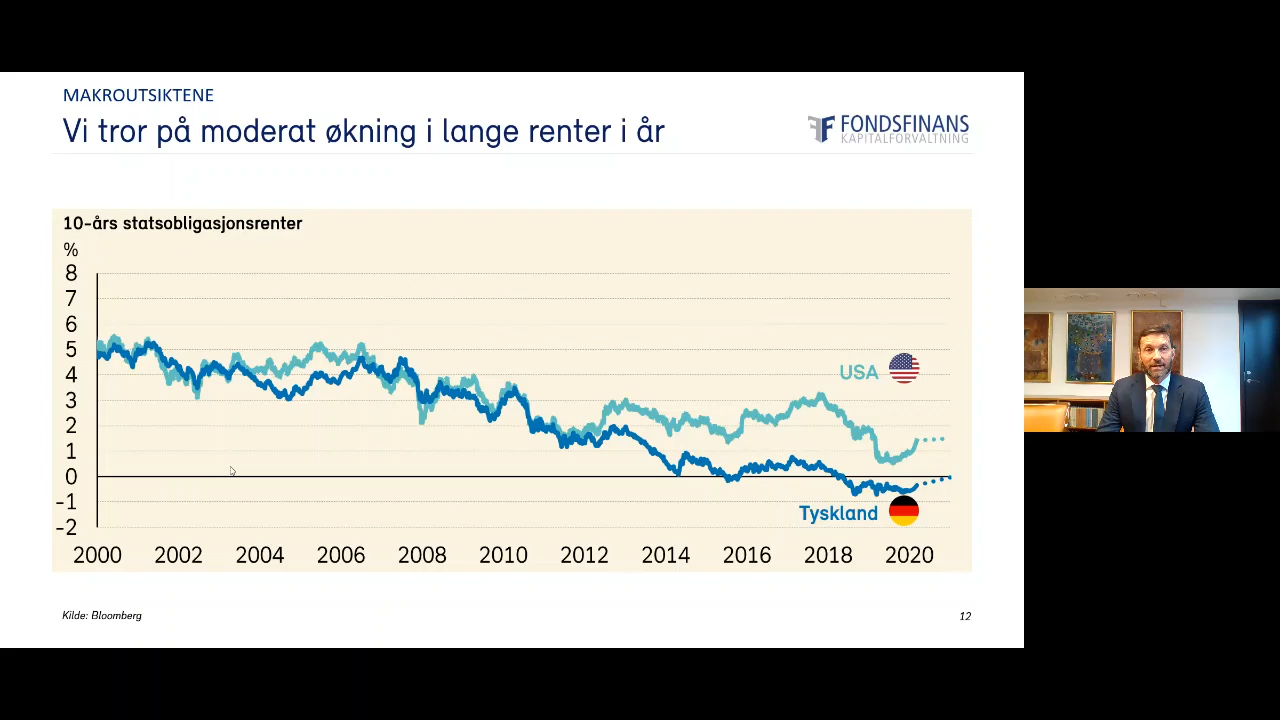 MAKROUTSIKTENE
Vi tror på moderat økning i lange renter i år
FONDSFINANS
KAPITALFORVALTNING
10-års statsobligasjonsrenter
%
8
7
6
5
4
3
2
1
0
-1
-2
USA
Tyskland
2000 2002 2004 2006 2008 2010 2012 2014 2016 2018 2020
Kilde: Bloomberg
12